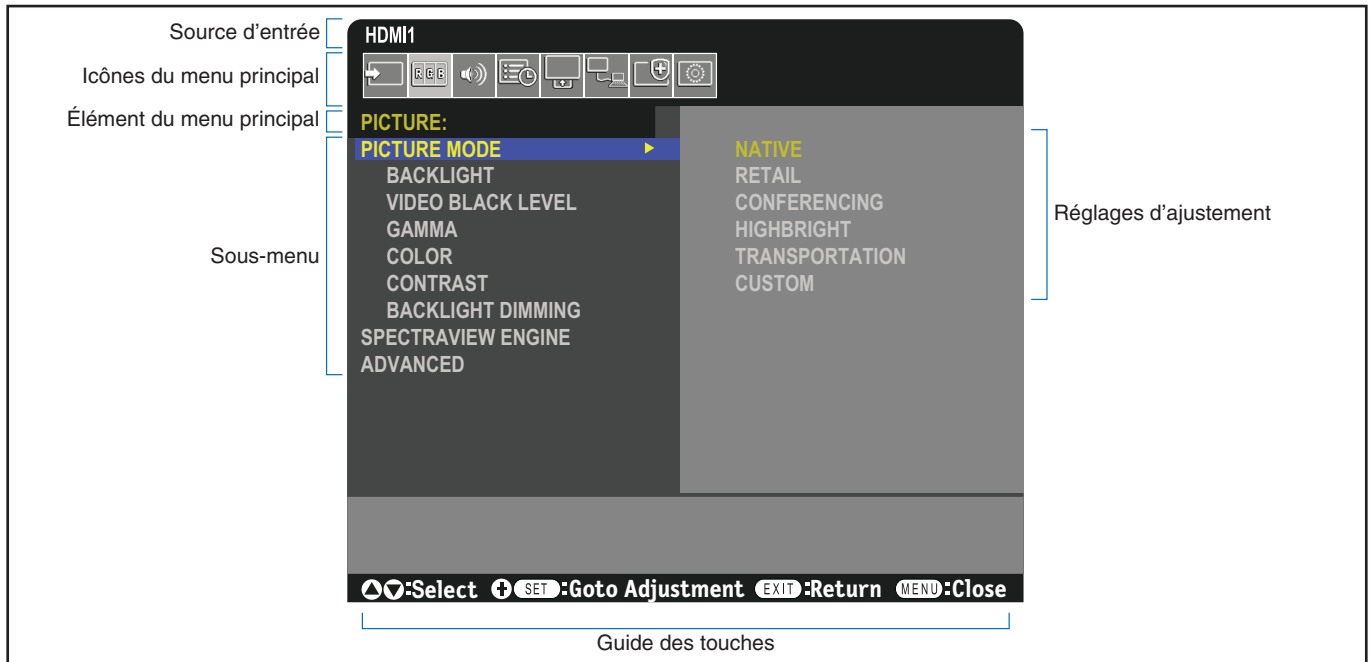 Source d'entrée
HDMI1
Icônes du menu principal
RGB
Élément du menu principal
PICTURE:
PICTURE MODE
BACKLIGHT
VIDEO BLACK LEVEL
GAMMA
COLOR
CONTRAST
BACKLIGHT DIMMING
SPECTRAVIEW ENGINE
ADVANCED
Sous-menu
NATIVE
RETAIL
CONFERENCING
HIGHBRIGHT
TRANSPORTATION
CUSTOM
Réglages d'ajustement
:Select SET:Goto Adjustment EXIT:Return MENU:Close
Guide des touches